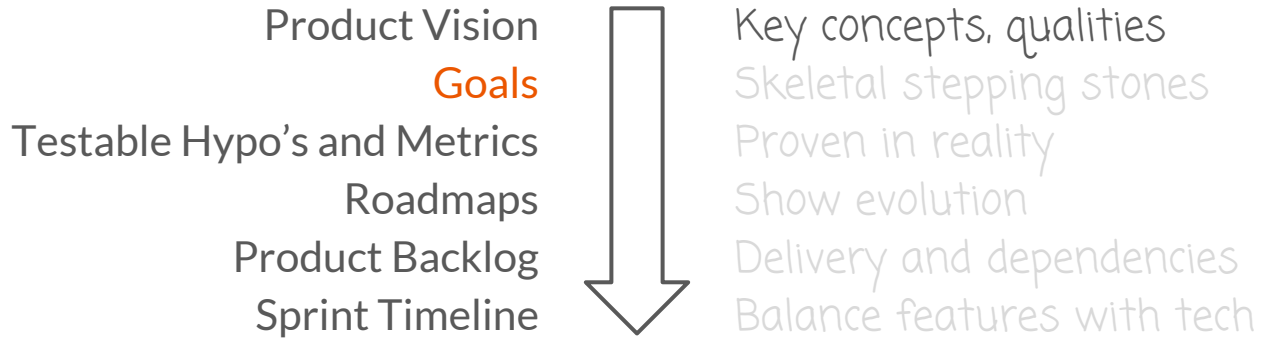 Product Vision Key concepts, qualities
Goals Skeletal stepping stones
Testable Hypo's and Metrics Proven in reality
Roadmaps Show evolution
Product Backlog Delivery and dependencies
Sprint Timeline Balance features with tech